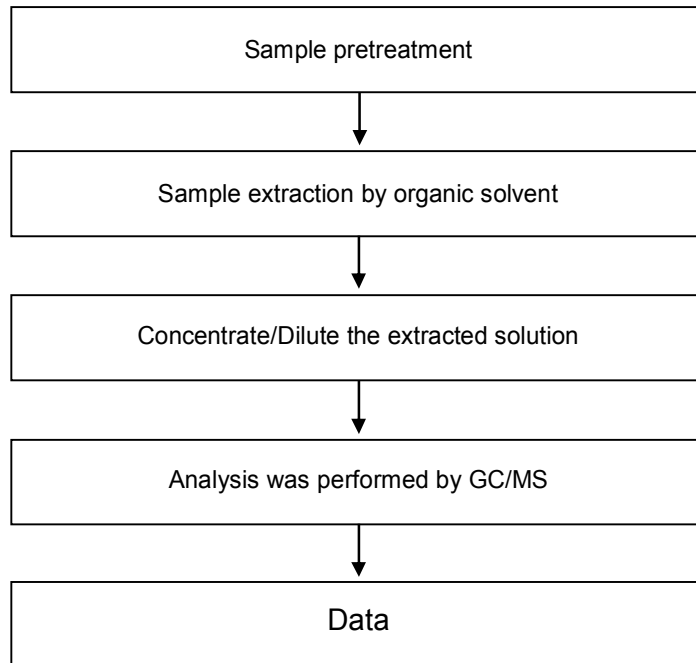 Sample pretreatment
Sample extraction by organic solvent
Concentrate/Dilute the extracted solution
Analysis was performed by GC/MS
Data